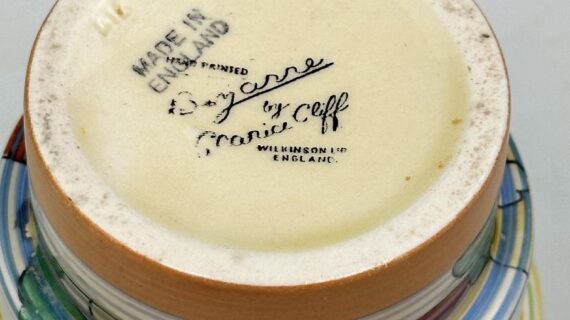 MADE IN
ENGLAND
HAND PAINTED
Bizarre
by
Clarice Cliff
WILKINSON LTD
ENGLAND.